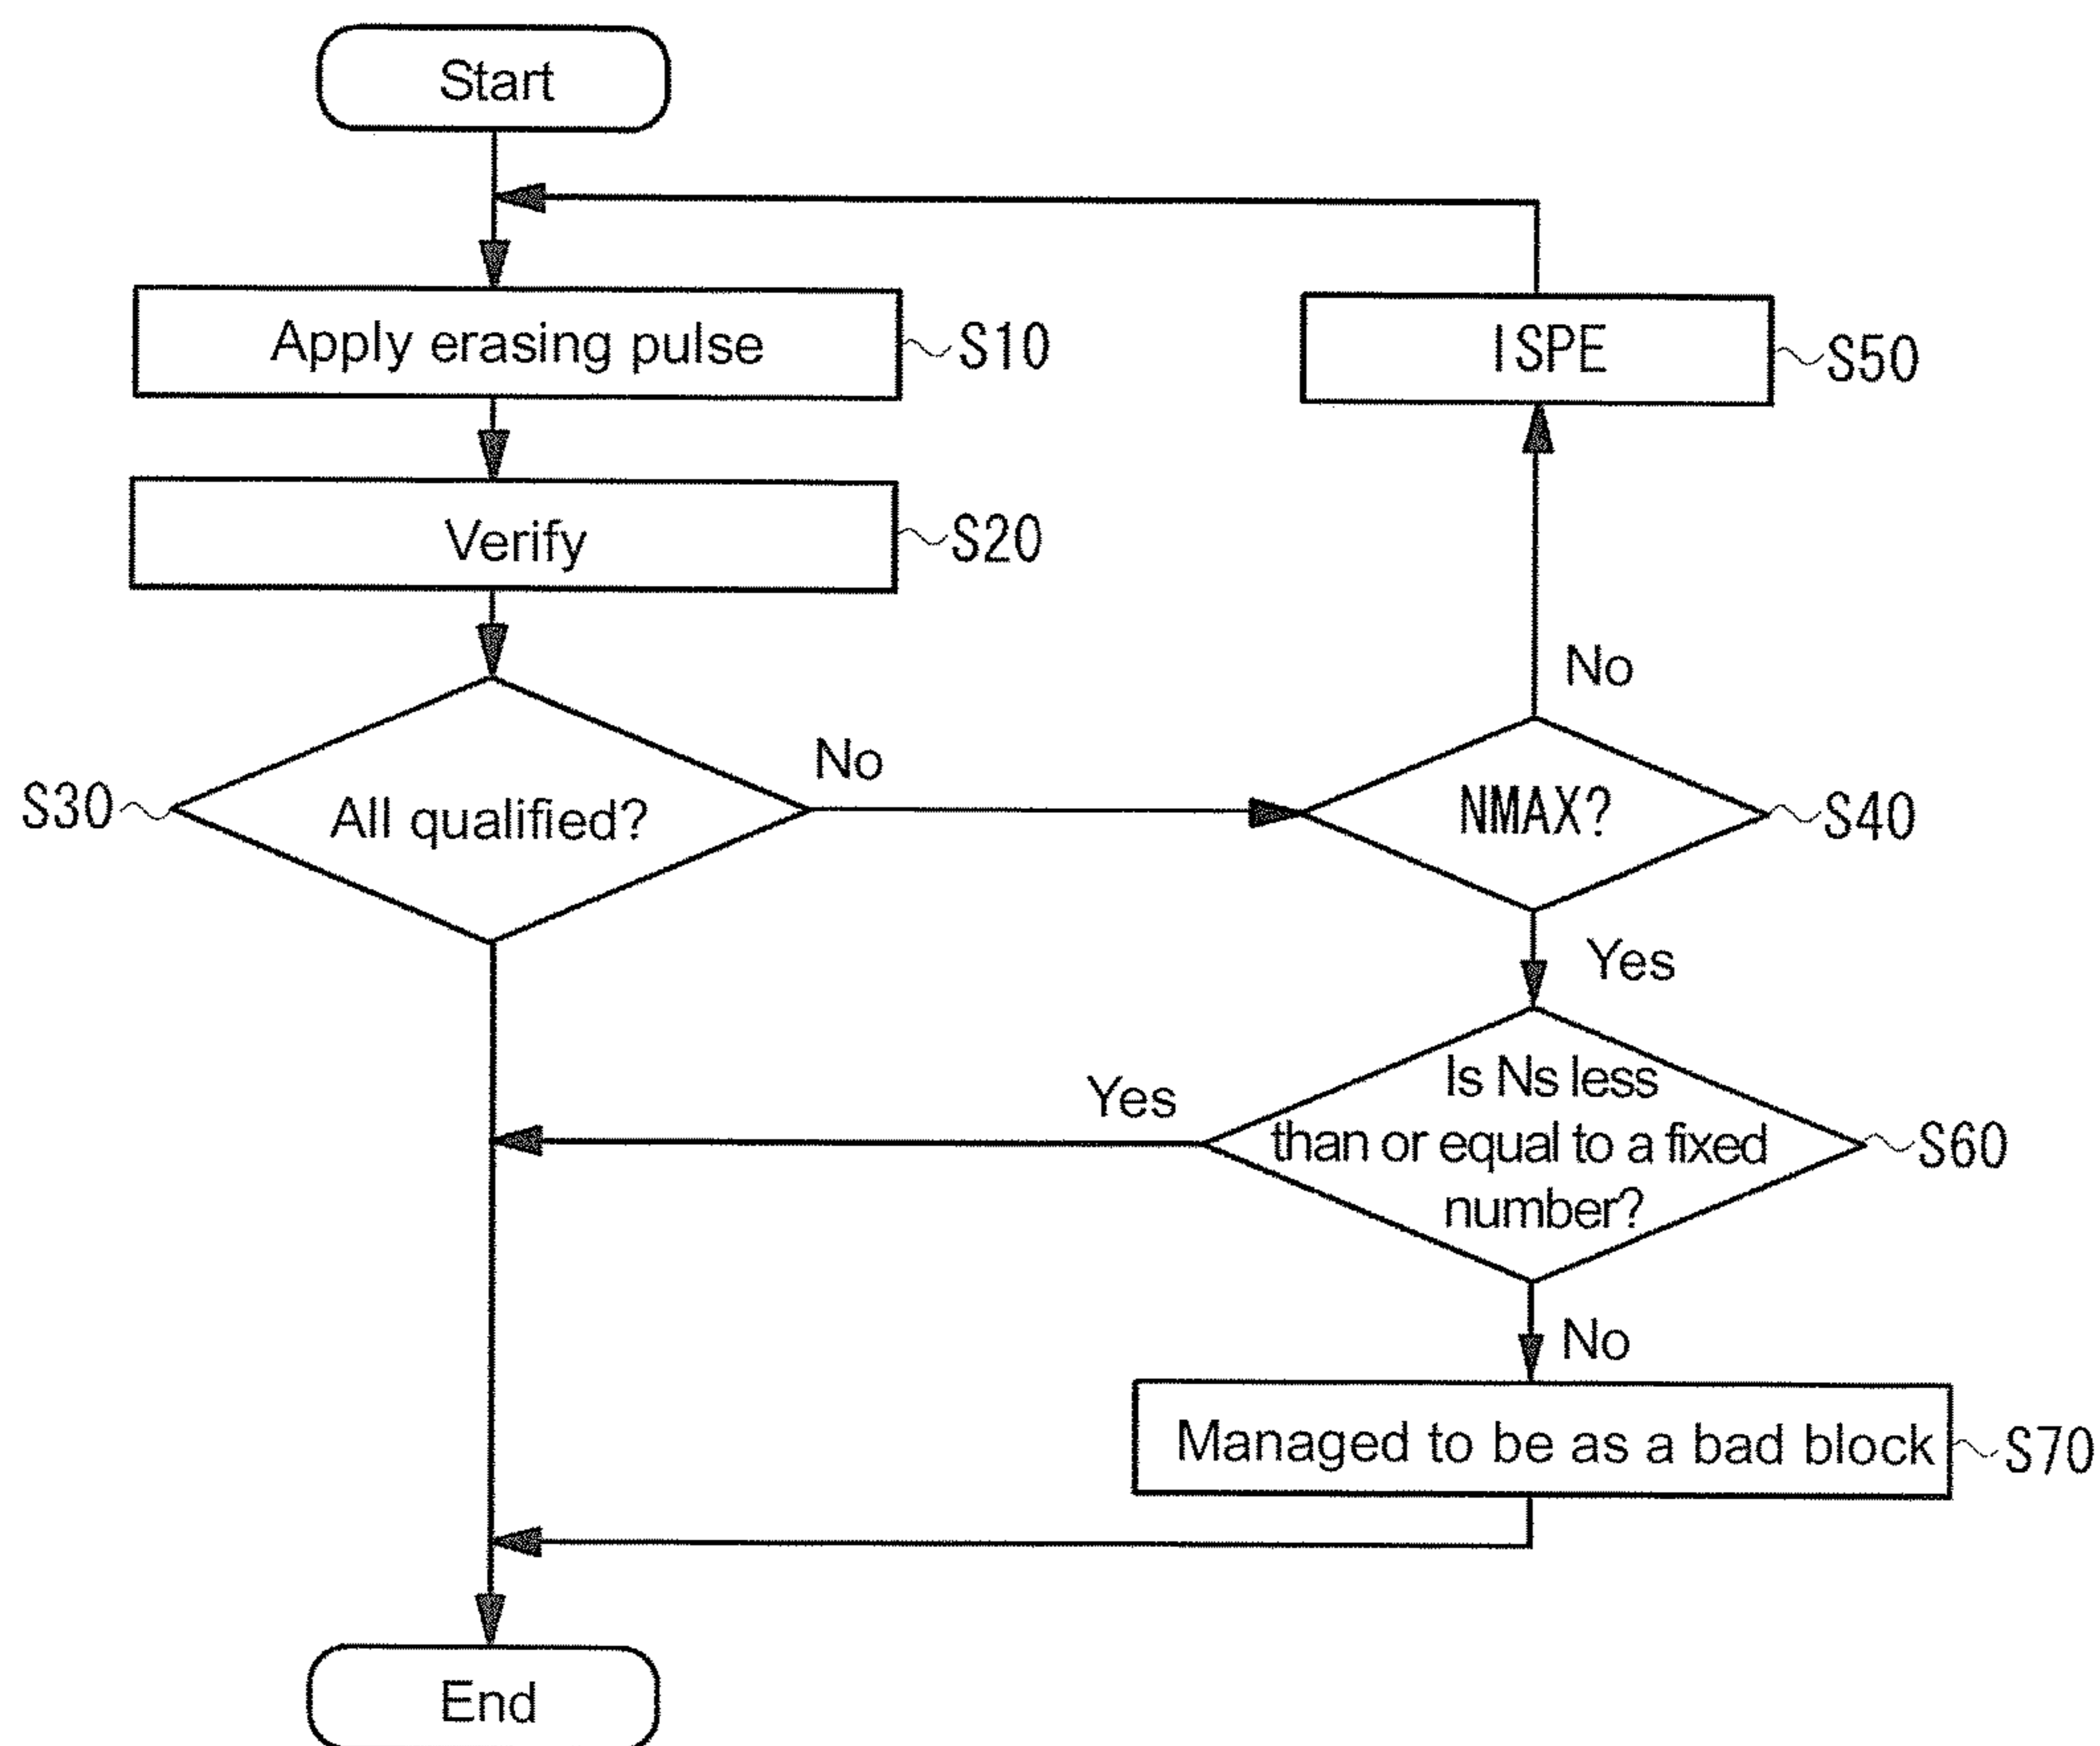 Start
Apply erasing pulse
S10
ISPE
S50
Verify
S20
No
No
S30
All qualified?
NMAX?
S40
Yes
Yes
Is Ns less
than or equal to a fixed
number?
S60
No
Managed to be as a bad block
S70
End